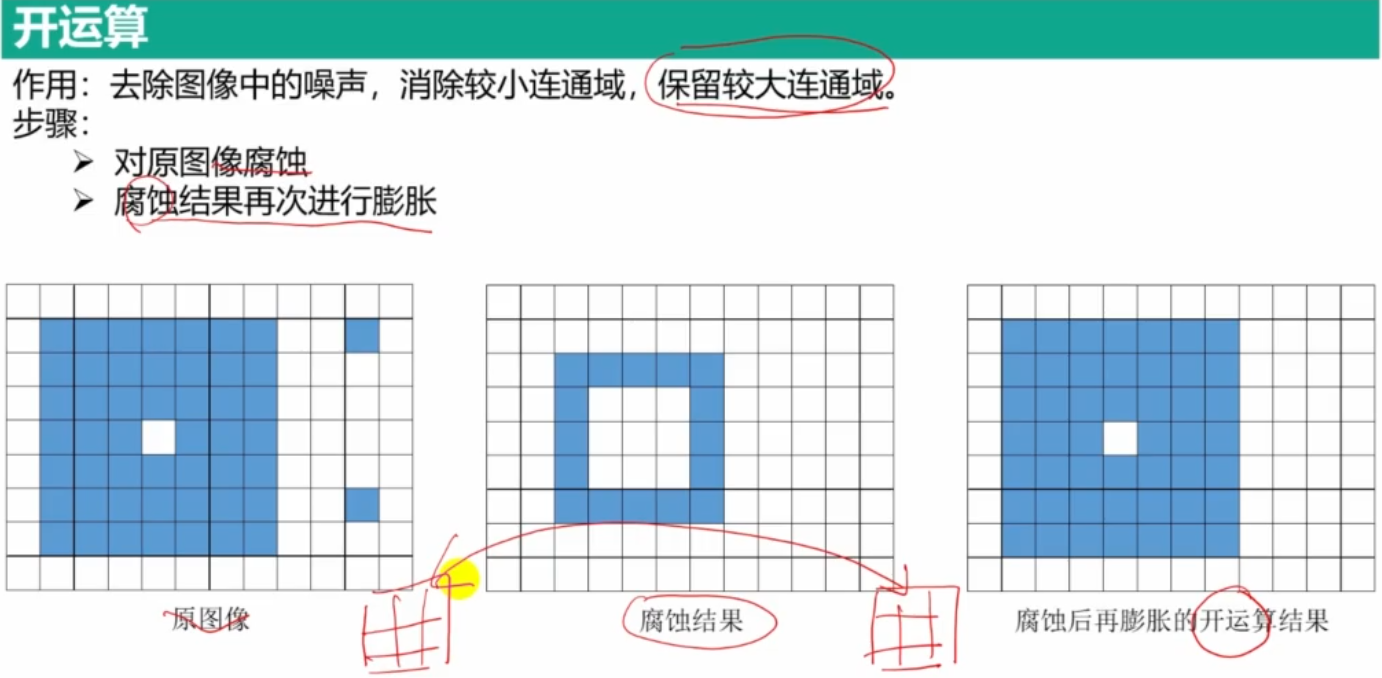 开运算
作用：去除图像中的噪声，消除较小连通域，保留较大连通域。
步骤：
➢ 对原图像腐蚀
➢ 腐蚀结果再次进行膨胀
原图像
腐蚀结果
腐蚀后再膨胀的开运算结果